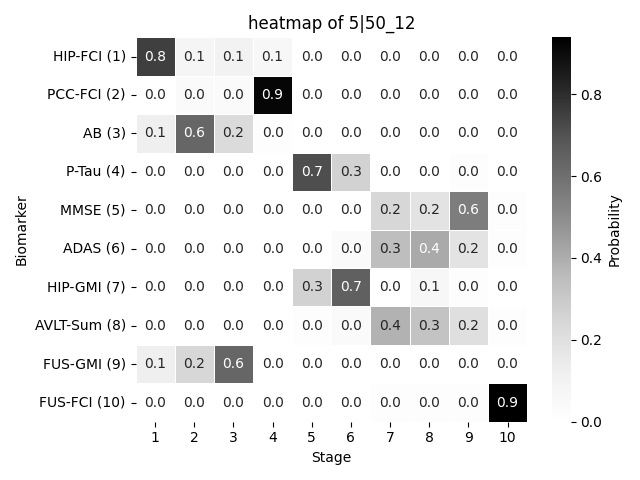 heatmap of 5|50_12
HIP-FCI (1) 0.8 0.1 0.1 0.1 0.0 0.0 0.0 0.0 0.0 0.0
PCC-FCI (2) 0.0 0.0 0.0 0.9 0.0 0.0 0.0 0.0 0.0 0.0
AB (3) 0.1 0.6 0.2 0.0 0.0 0.0 0.0 0.0 0.0 0.0
P-Tau (4) 0.0 0.0 0.0 0.0 0.7 0.3 0.0 0.0 0.0 0.0
MMSE (5) 0.0 0.0 0.0 0.0 0.0 0.0 0.2 0.2 0.6 0.0
ADAS (6) 0.0 0.0 0.0 0.0 0.0 0.0 0.3 0.4 0.2 0.0
HIP-GMI (7) 0.0 0.0 0.0 0.0 0.3 0.7 0.0 0.1 0.0 0.0
AVLT-Sum (8) 0.0 0.0 0.0 0.0 0.0 0.0 0.4 0.3 0.2 0.0
FUS-GMI (9) 0.1 0.2 0.6 0.0 0.0 0.0 0.0 0.0 0.0 0.0
FUS-FCI (10) 0.0 0.0 0.0 0.0 0.0 0.0 0.0 0.0 0.0 0.9
1 2 3 4 5 6 7 8 9 10
Stage
Biomarker
0.8
0.6
0.4
0.2
0.0
Probability